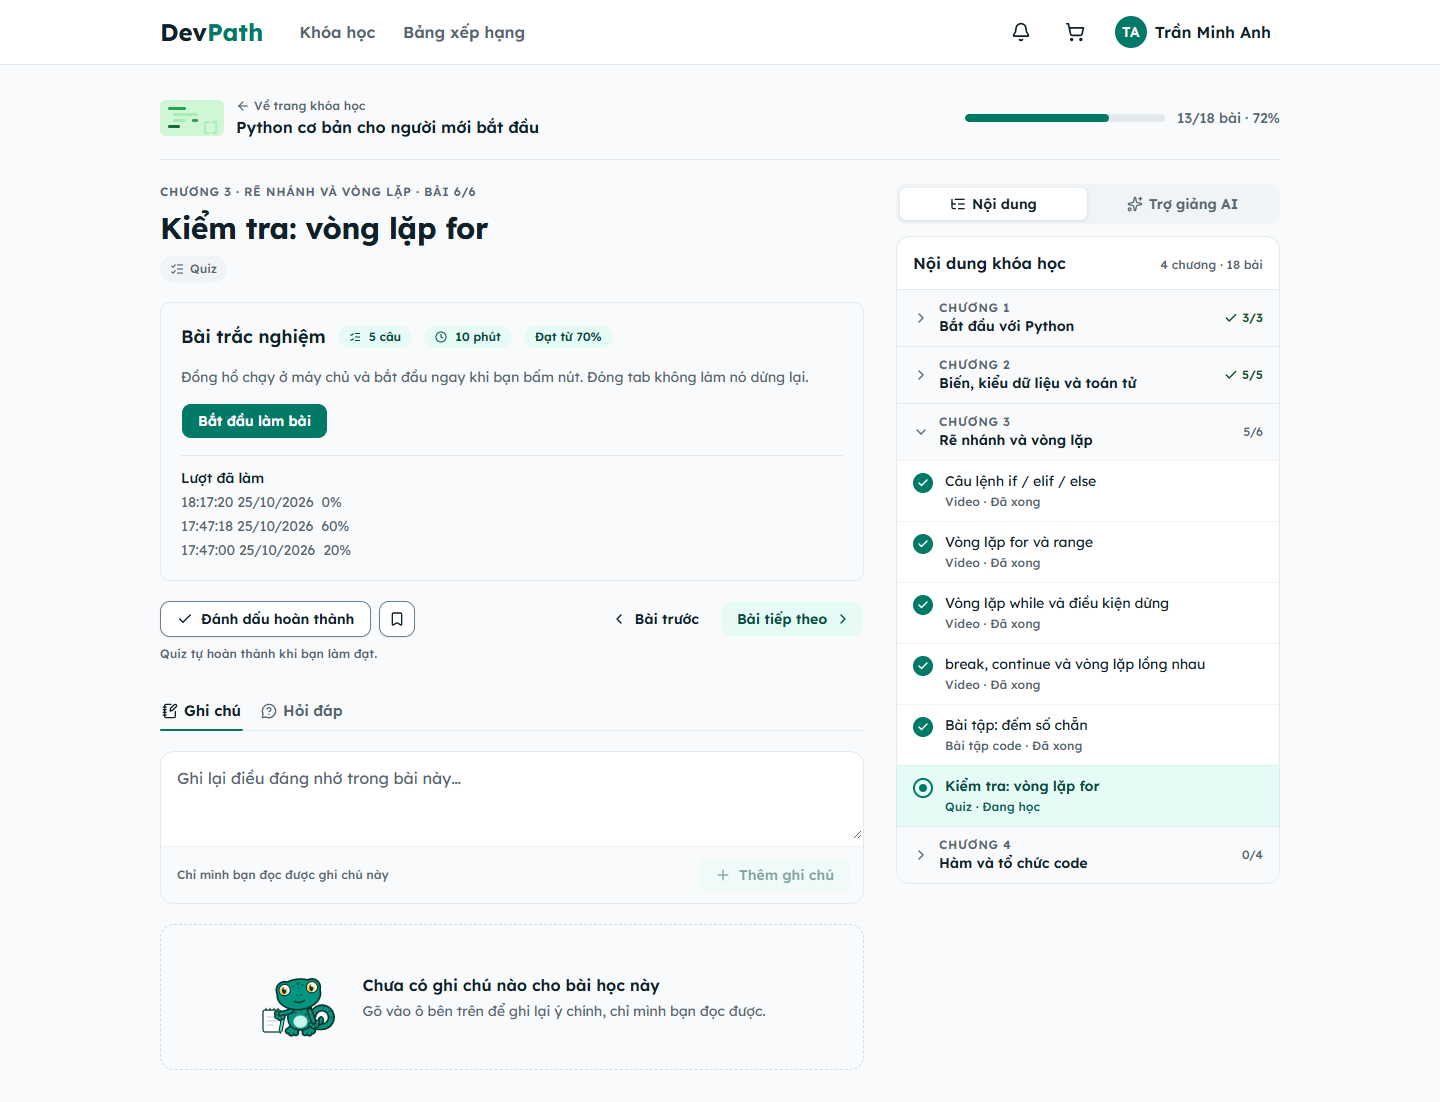 DevPath
Khóa học
Bảng xếp hạng
TA
Trần Minh Anh
Về trang khóa học
Python cơ bản cho người mới bắt đầu
13/18 bài · 72%
CHƯƠNG 3 · RẼ NHÁNH VÀ VÒNG LẶP · BÀI 6/6
Kiểm tra: vòng lặp for
Quiz
Bài trắc nghiệm
5 câu
10 phút
Đạt từ 70%
Đồng hồ chạy ở máy chủ và bắt đầu ngay khi bạn bấm nút. Đóng tab không làm nó dừng lại.
Bắt đầu làm bài
Lượt đã làm
18:17:20 25/10/2026 0%
17:47:18 25/10/2026 60%
17:47:00 25/10/2026 20%
Đánh dấu hoàn thành
Bài trước
Bài tiếp theo
Quiz tự hoàn thành khi bạn làm đạt.
Ghi chú
Hỏi đáp
Ghi lại điều đáng nhớ trong bài này...
Chỉ mình bạn đọc được ghi chú này
Thêm ghi chú
Chưa có ghi chú nào cho bài học này
Gõ vào ô bên trên để ghi lại ý chính, chỉ mình bạn đọc được.
Nội dung
Trợ giảng AI
Nội dung khóa học
4 chương · 18 bài
CHƯƠNG 1
Bắt đầu với Python
3/3
CHƯƠNG 2
Biến, kiểu dữ liệu và toán tử
5/5
CHƯƠNG 3
Rẽ nhánh và vòng lặp
5/6
Câu lệnh if / elif / else
Video · Đã xong
Vòng lặp for và range
Video · Đã xong
Vòng lặp while và điều kiện dừng
Video · Đã xong
break, continue và vòng lặp lồng nhau
Video · Đã xong
Bài tập: đếm số chẵn
Bài tập code · Đã xong
Kiểm tra: vòng lặp for
Quiz · Đang học
CHƯƠNG 4
Hàm và tổ chức code
0/4